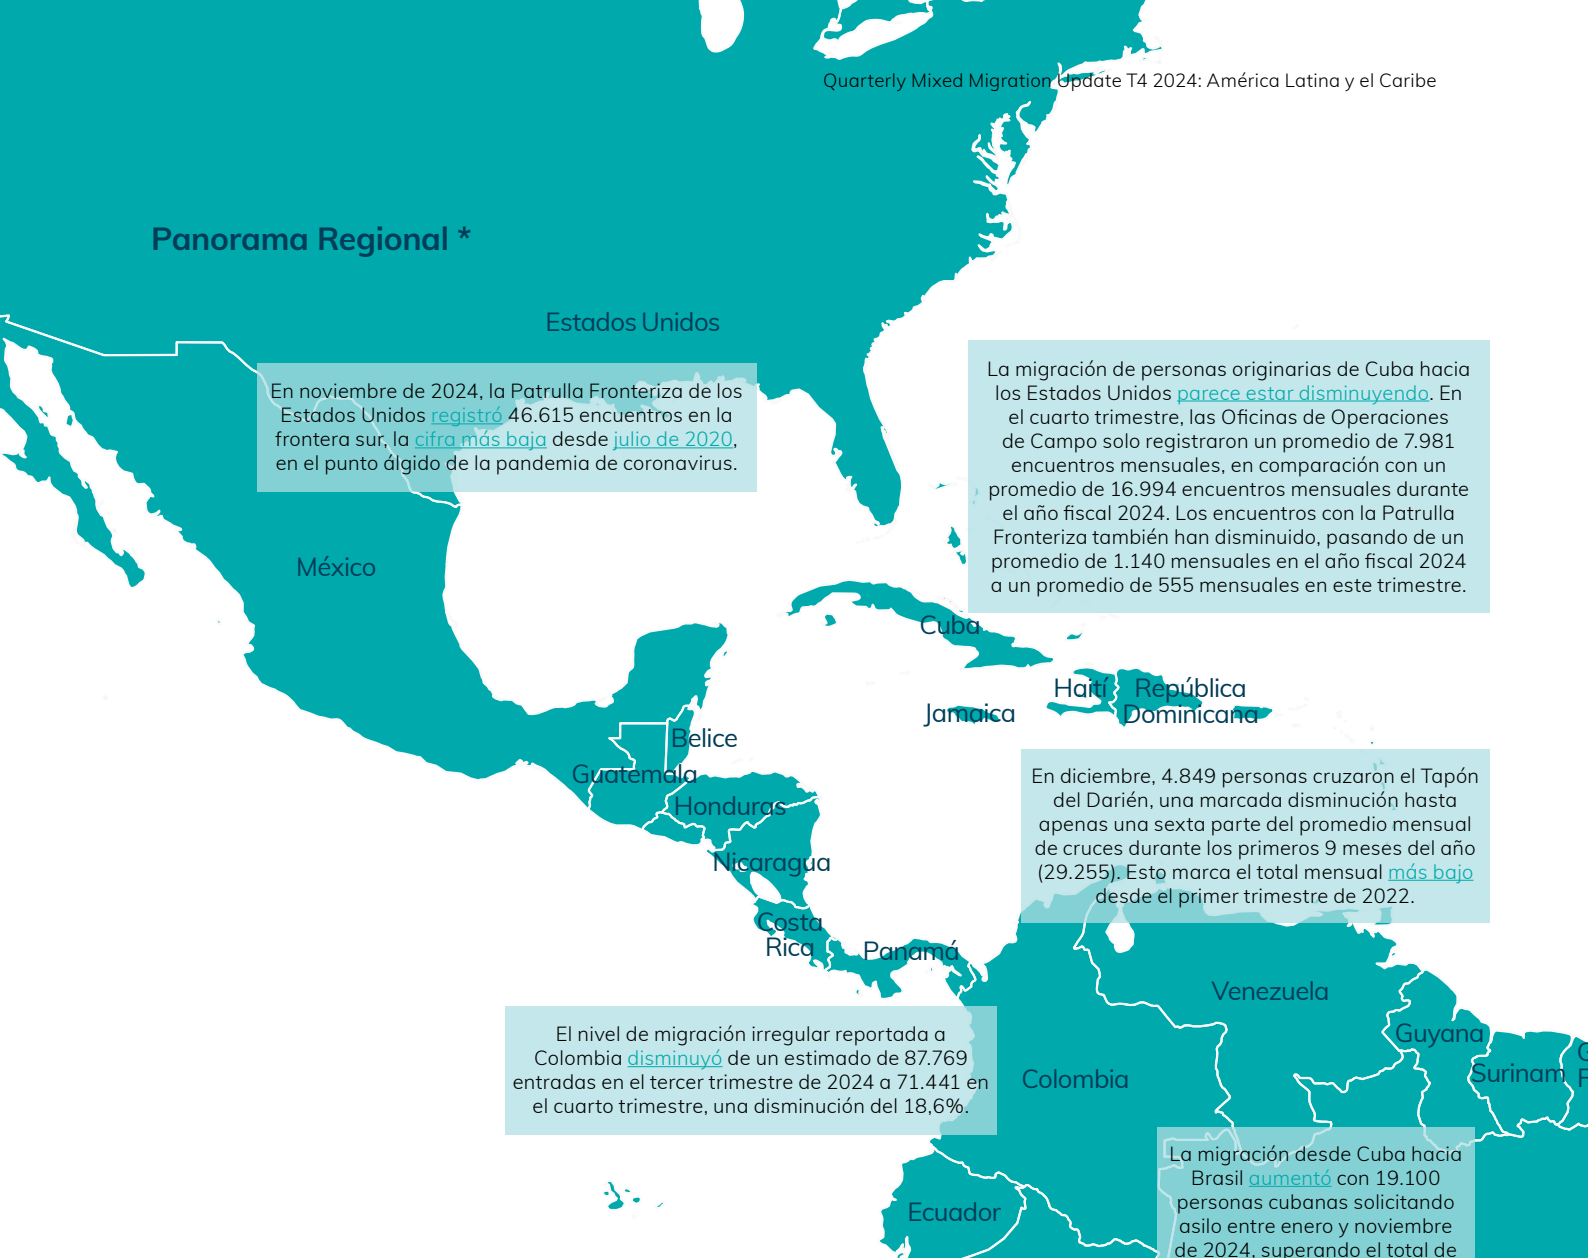 Quarterly Mixed Migration Update T4 2024: América Latina y el Caribe
Panorama Regional *
Estados Unidos
En noviembre de 2024, la Patrulla Fronteriza de los
Estados Unidos registró 46.615 encuentros en la
frontera sur, la cifra más baja desde julio de 2020,
en el punto álgido de la pandemia de coronavirus.
La migración de personas originarias de Cuba hacia
los Estados Unidos parece estar disminuyendo. En
el cuarto trimestre, las Oficinas de Operaciones
de Campo solo registraron un promedio de 7.981
encuentros mensuales, en comparación con un
promedio de 16.994 encuentros mensuales durante
el año fiscal 2024. Los encuentros con la Patrulla
Fronteriza también han disminuido, pasando de un
promedio de 1.140 mensuales en el año fiscal 2024
a un promedio de 555 mensuales en este trimestre.
México
Cuba
Haití
República
Dominicana
Jamaica
Belice
Guatemala
Honduras
Nicaragua
Costa
Rica
Panamá
En diciembre, 4.849 personas cruzaron el Tapón
del Darién, una marcada disminución hasta
apenas una sexta parte del promedio mensual
de cruces durante los primeros 9 meses del año
(29.255). Esto marca el total mensual más bajo
desde el primer trimestre de 2022.
Venezuela
Guyana
Surinam
Colombia
El nivel de migración irregular reportada a
Colombia disminuyó de un estimado de 87.769
entradas en el tercer trimestre de 2024 a 71.441 en
el cuarto trimestre, una disminución del 18,6%.
Ecuador
La migración desde Cuba hacia
Brasil aumentó con 19.100
personas cubanas solicitando
asilo entre enero y noviembre
de 2024, superando el total de